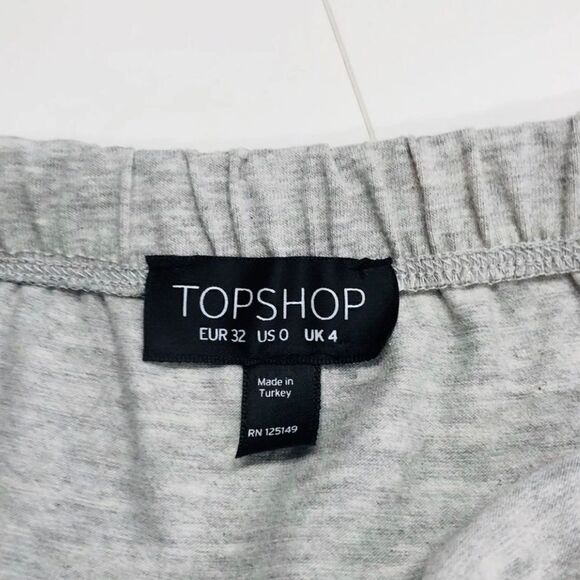 TOPSHOP
EUR 32 US 0 UK 4
Made in
Turkey
RN 125149